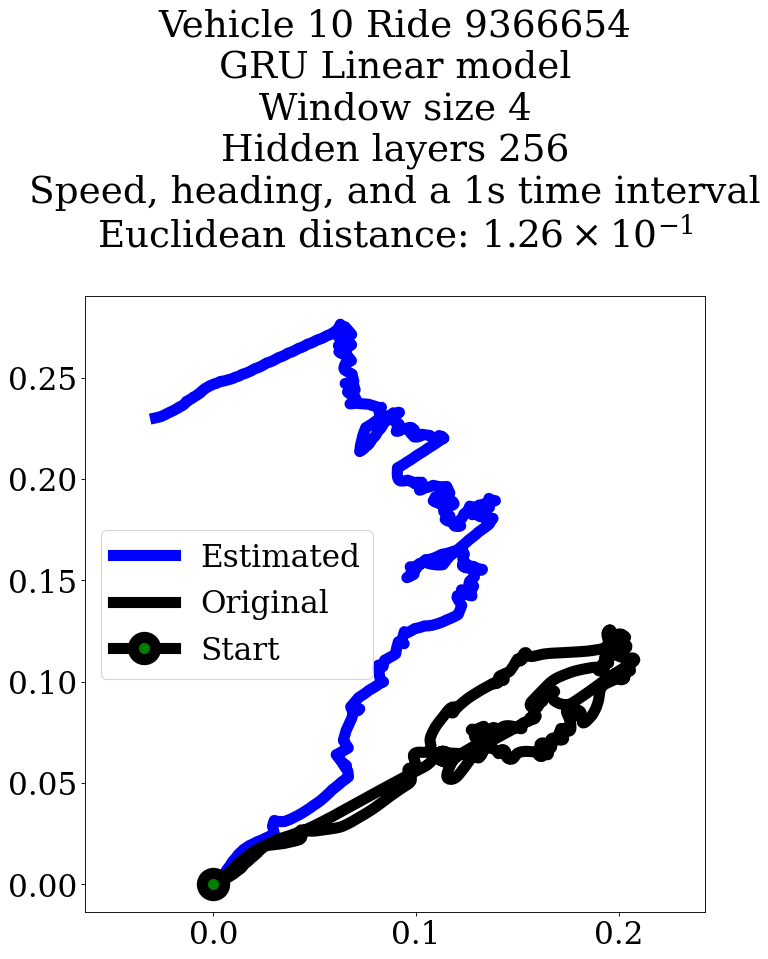 Vehicle 10 Ride 9366654
GRU Linear model
Window size 4
Hidden layers 256
Speed, heading, and a 1s time interval
Euclidean distance: 1.26 × 10⁻¹
0.25
0.20
0.15
0.10
0.05
0.00
Estimated
Original
Start
0.0 0.1 0.2